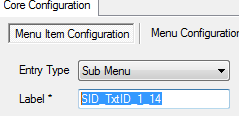 Core Configuration
Menu Item Configuration Menu Configuration
Entry Type Sub Menu
Label * SID_TxtID_1_14